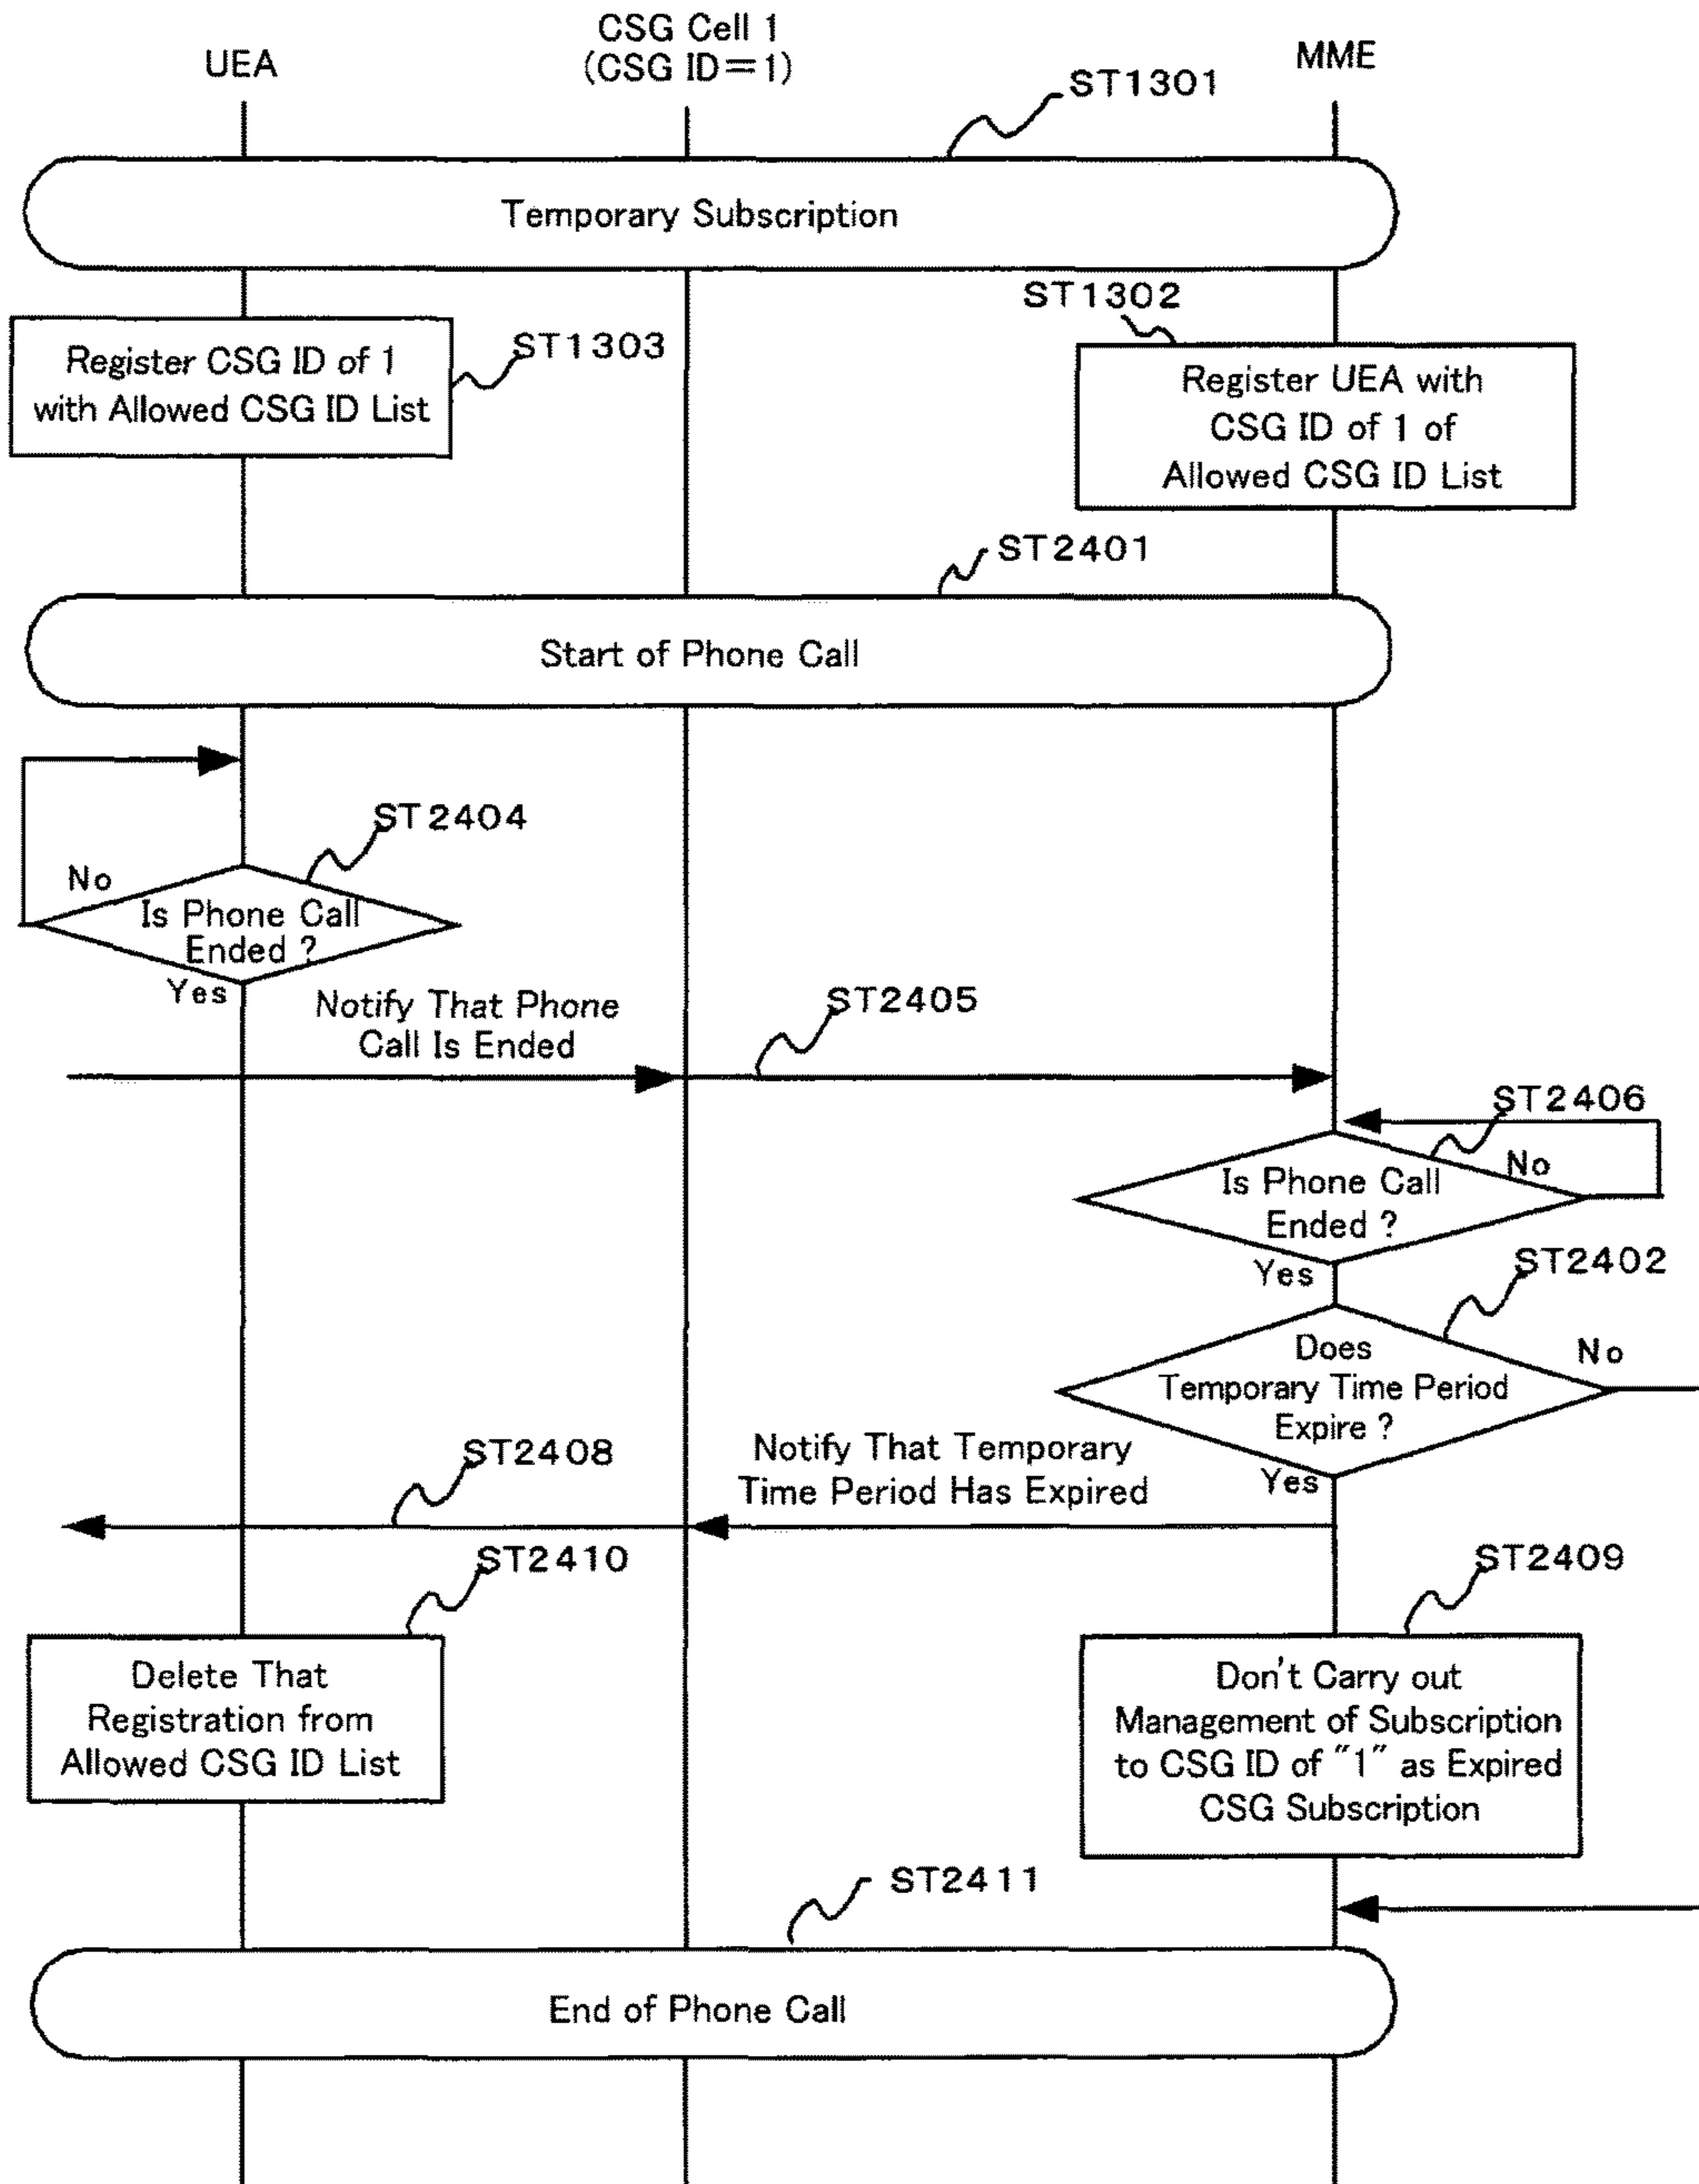 UEA
CSG Cell 1
(CSG ID=1)
MME
ST1301
Temporary Subscription
ST1302
Register CSG ID of 1
with Allowed CSG ID List
ST1303
Register UEA with
CSG ID of 1 of
Allowed CSG ID List
ST2401
Start of Phone Call
ST2404
No
Is Phone Call
Ended ?
Yes
Notify That Phone
Call Is Ended
ST2405
ST2406
No
Is Phone Call
Ended ?
Yes
ST2402
Does
Temporary Time Period
Expire ?
No
Yes
Notify That Temporary
Time Period Has Expired
ST2408
ST2410
ST2409
Delete That
Registration from
Allowed CSG ID List
Don't Carry out
Management of Subscription
to CSG ID of "1" as Expired
CSG Subscription
ST2411
End of Phone Call